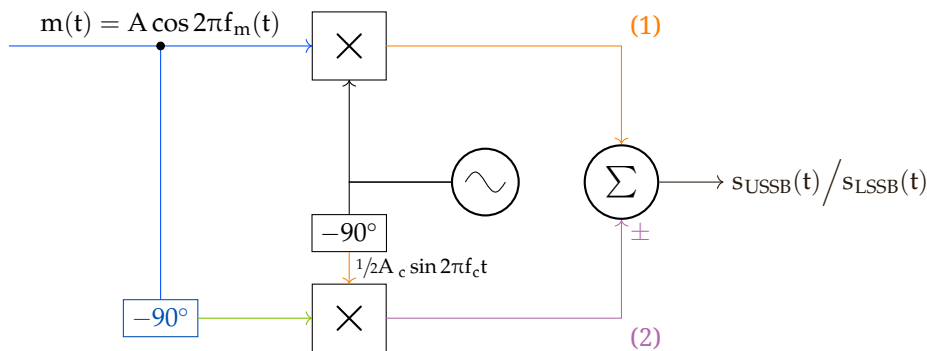 m(t) = A cos 2πf_m(t)
(1)
×
∑
s_USSB(t)/s_LSSB(t)
−90°
±
½A_c sin 2πf_ct
−90°
×
(2)